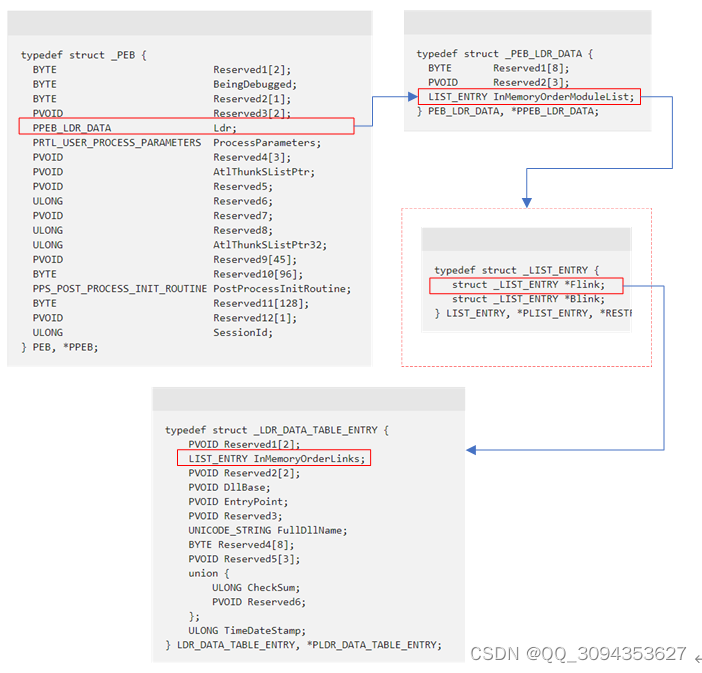 typedef struct _PEB {
BYTE Reserved1[2];
BYTE BeingDebugged;
BYTE Reserved2[1];
PVOID Reserved3[2];
PPEB_LDR_DATA Ldr;
PRTL_USER_PROCESS_PARAMETERS ProcessParameters;
PVOID Reserved4[3];
PVOID AtlThunkSListPtr;
PVOID Reserved5;
ULONG Reserved6;
PVOID Reserved7;
ULONG Reserved8;
ULONG AtlThunkSListPtr32;
PVOID Reserved9[45];
BYTE Reserved10[96];
PPS_POST_PROCESS_INIT_ROUTINE PostProcessInitRoutine;
BYTE Reserved11[128];
PVOID Reserved12[1];
ULONG SessionId;
} PEB, *PPEB;
typedef struct _PEB_LDR_DATA {
BYTE Reserved1[8];
PVOID Reserved2[3];
LIST_ENTRY InMemoryOrderModuleList;
} PEB_LDR_DATA, *PPEB_LDR_DATA;
typedef struct _LIST_ENTRY {
struct _LIST_ENTRY *Flink;
struct _LIST_ENTRY *Blink;
} LIST_ENTRY, *PLIST_ENTRY,
typedef struct _LDR_DATA_TABLE_ENTRY {
PVOID Reserved1[2];
LIST_ENTRY InMemoryOrderLinks;
PVOID Reserved2[2];
PVOID DllBase;
PVOID EntryPoint;
PVOID Reserved3;
UNICODE_STRING FullDllName;
BYTE Reserved4[8];
PVOID Reserved5[3];
union {
ULONG CheckSum;
PVOID Reserved6;
};
ULONG TimeDateStamp;
} LDR_DATA_TABLE_ENTRY, *PLDR_DATA_TABLE_ENTRY;
CSDN @QQ_3094353627